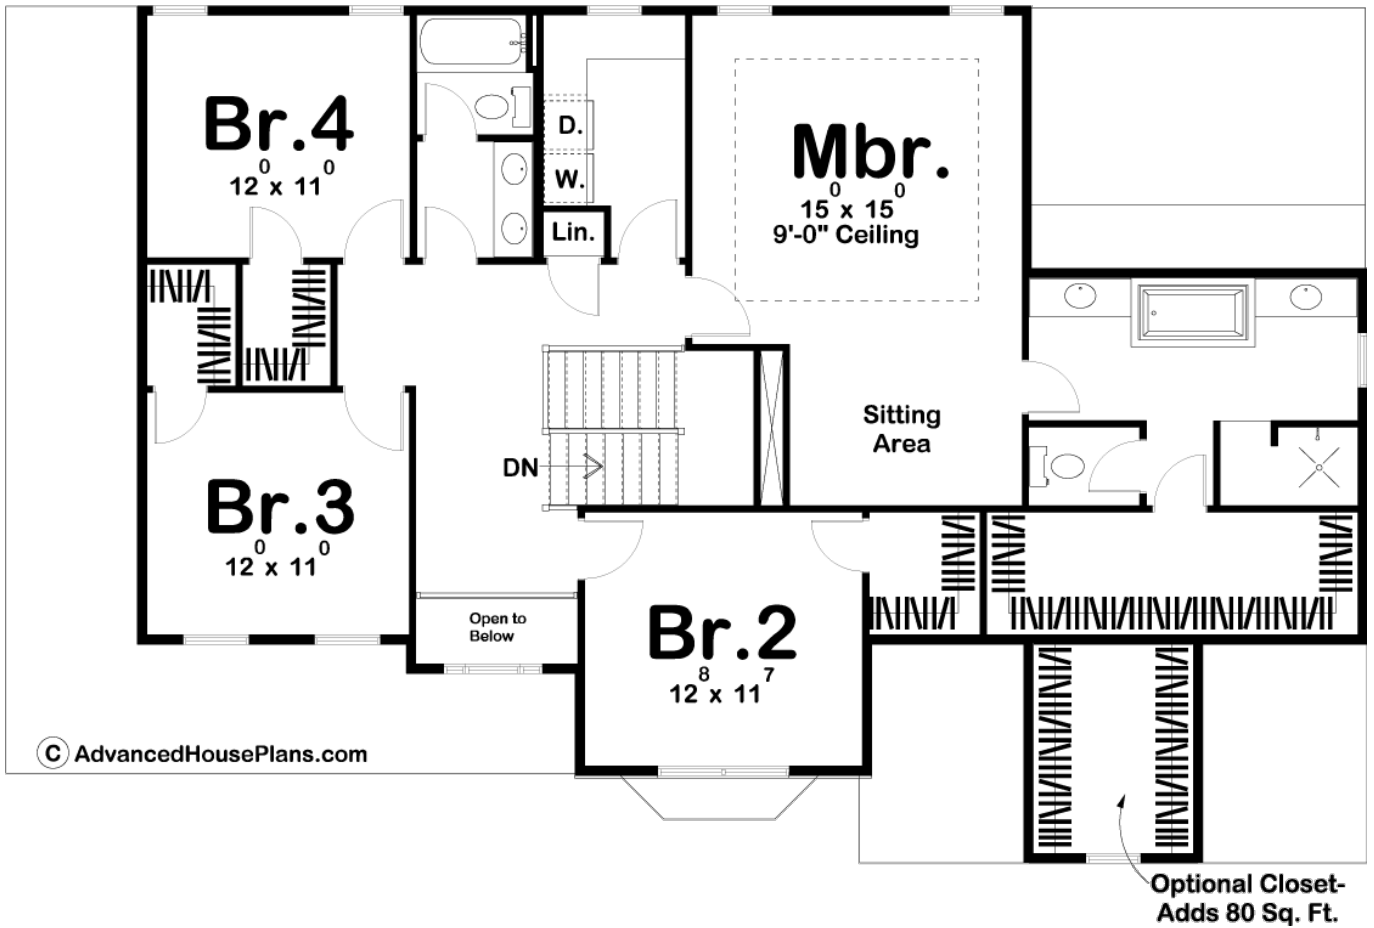 Br.4
12⁰ x 11⁰
D.
W.
Lin.
Mbr.
15⁰ x 15⁰
9'-0" Ceiling
Sitting
Area
DN
Br.3
12⁰ x 11⁰
Open to
Below
Br.2
12⁸ x 11⁷
C AdvancedHousePlans.com
Optional Closet-
Adds 80 Sq. Ft.